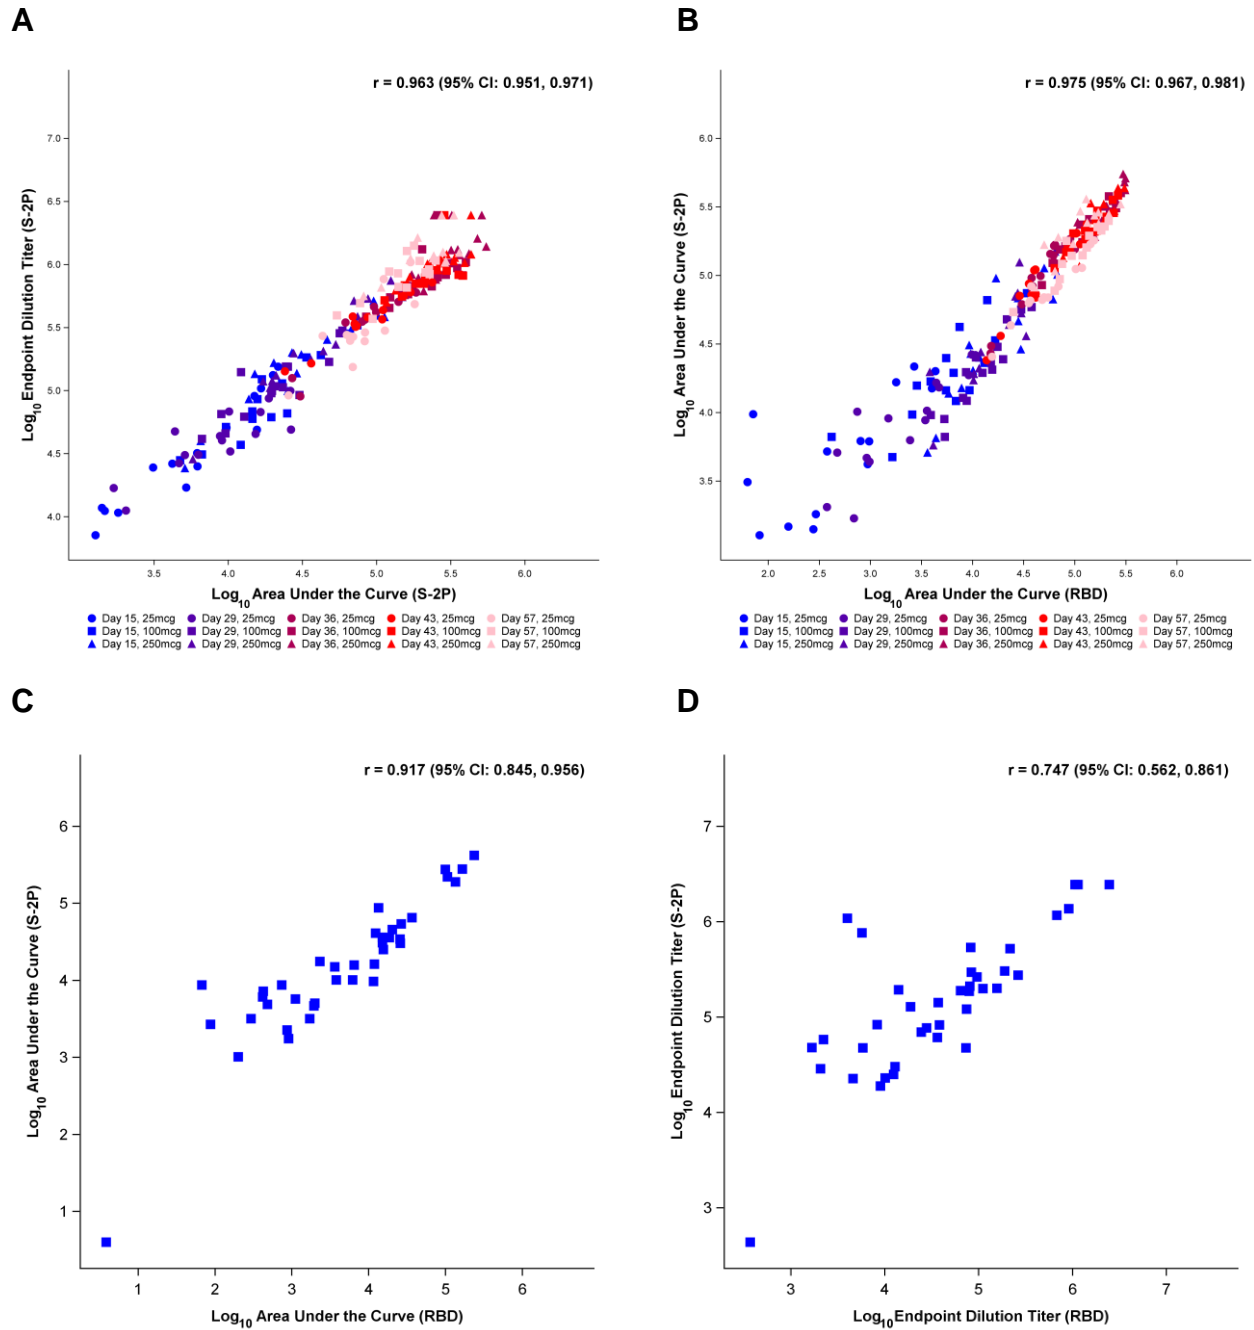 A
r = 0.963 (95% CI: 0.951, 0.971)
Log10 Endpoint Dilution Titer (S-2P)
7.0
6.5
6.0
5.5
5.0
4.5
4.0
3.5 4.0 4.5 5.0 5.5 6.0
Log10 Area Under the Curve (S-2P)
Day 15, 25mcg Day 29, 25mcg Day 36, 25mcg Day 43, 25mcg Day 57, 25mcg
Day 15, 100mcg Day 29, 100mcg Day 36, 100mcg Day 43, 100mcg Day 57, 100mcg
Day 15, 250mcg Day 29, 250mcg Day 36, 250mcg Day 43, 250mcg Day 57, 250mcg
B
r = 0.975 (95% CI: 0.967, 0.981)
Log10 Area Under the Curve (S-2P)
6.0
5.5
5.0
4.5
4.0
3.5
2.0 2.5 3.0 3.5 4.0 4.5 5.0 5.5 6.0
Log10 Area Under the Curve (RBD)
Day 15, 25mcg Day 29, 25mcg Day 36, 25mcg Day 43, 25mcg Day 57, 25mcg
Day 15, 100mcg Day 29, 100mcg Day 36, 100mcg Day 43, 100mcg Day 57, 100mcg
Day 15, 250mcg Day 29, 250mcg Day 36, 250mcg Day 43, 250mcg Day 57, 250mcg
C
r = 0.917 (95% CI: 0.845, 0.956)
Log10 Area Under the Curve (S-2P)
6
5
4
3
2
1
1 2 3 4 5 6
Log10 Area Under the Curve (RBD)
D
r = 0.747 (95% CI: 0.562, 0.861)
Log10 Endpoint Dilution Titer (S-2P)
7
6
5
4
3
3 4 5 6 7
Log10 Endpoint Dilution Titer (RBD)